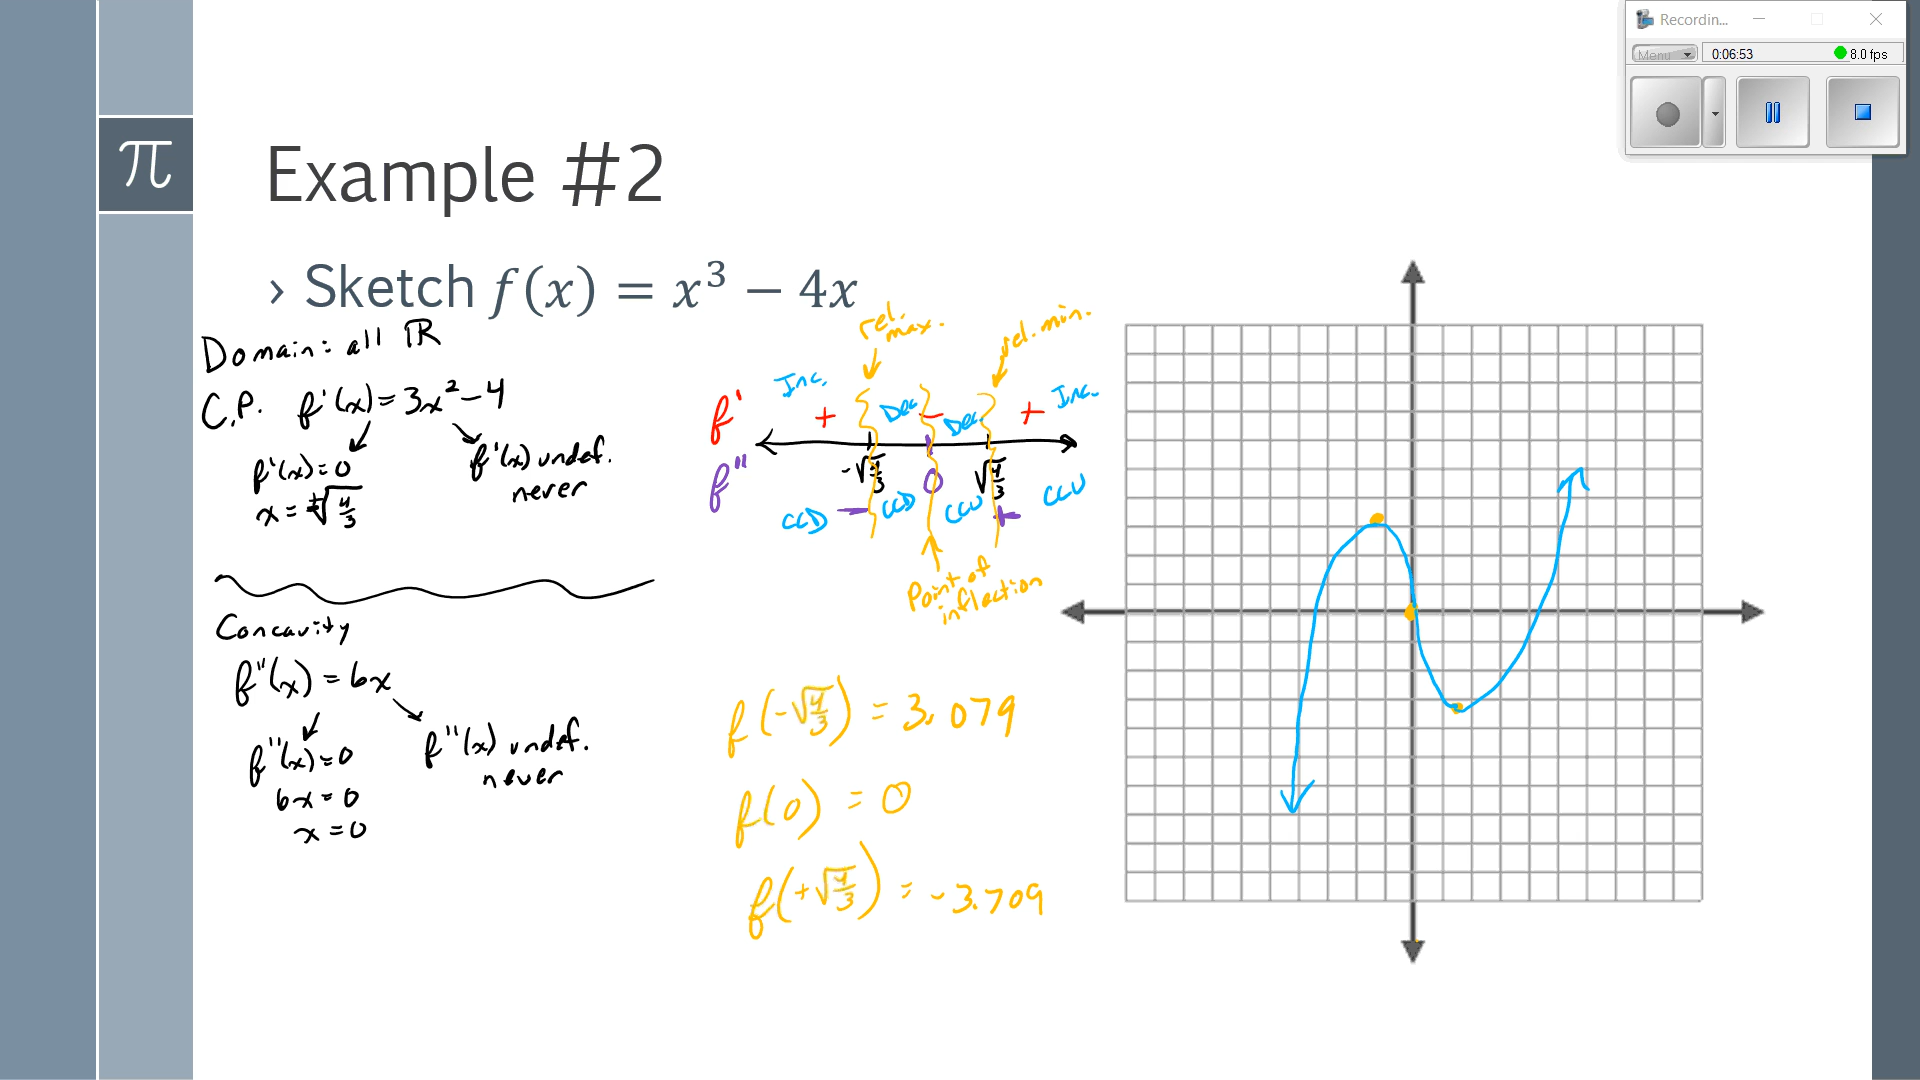 Recordin...
Menu
0:06:53
8.0 fps
π
Example #2
› Sketch f(x) = x³ − 4x
Domain: all ℝ
C.P. f'(x) = 3x² − 4
f'(x) = 0
x = ±√(4/3)
f'(x) undef.
never
Concavity
f''(x) = 6x
f''(x) = 0
6x = 0
x = 0
f''(x) undef.
never
rel. max.
rel. min.
f' Inc. + Dec − Dec. + Inc.
-√(4/3) 0 √(4/3)
f'' CCD − CCD CCU + CCU
Point of
inflection
f(-√(4/3)) = 3.079
f(0) = 0
f(+√(4/3)) = -3.709